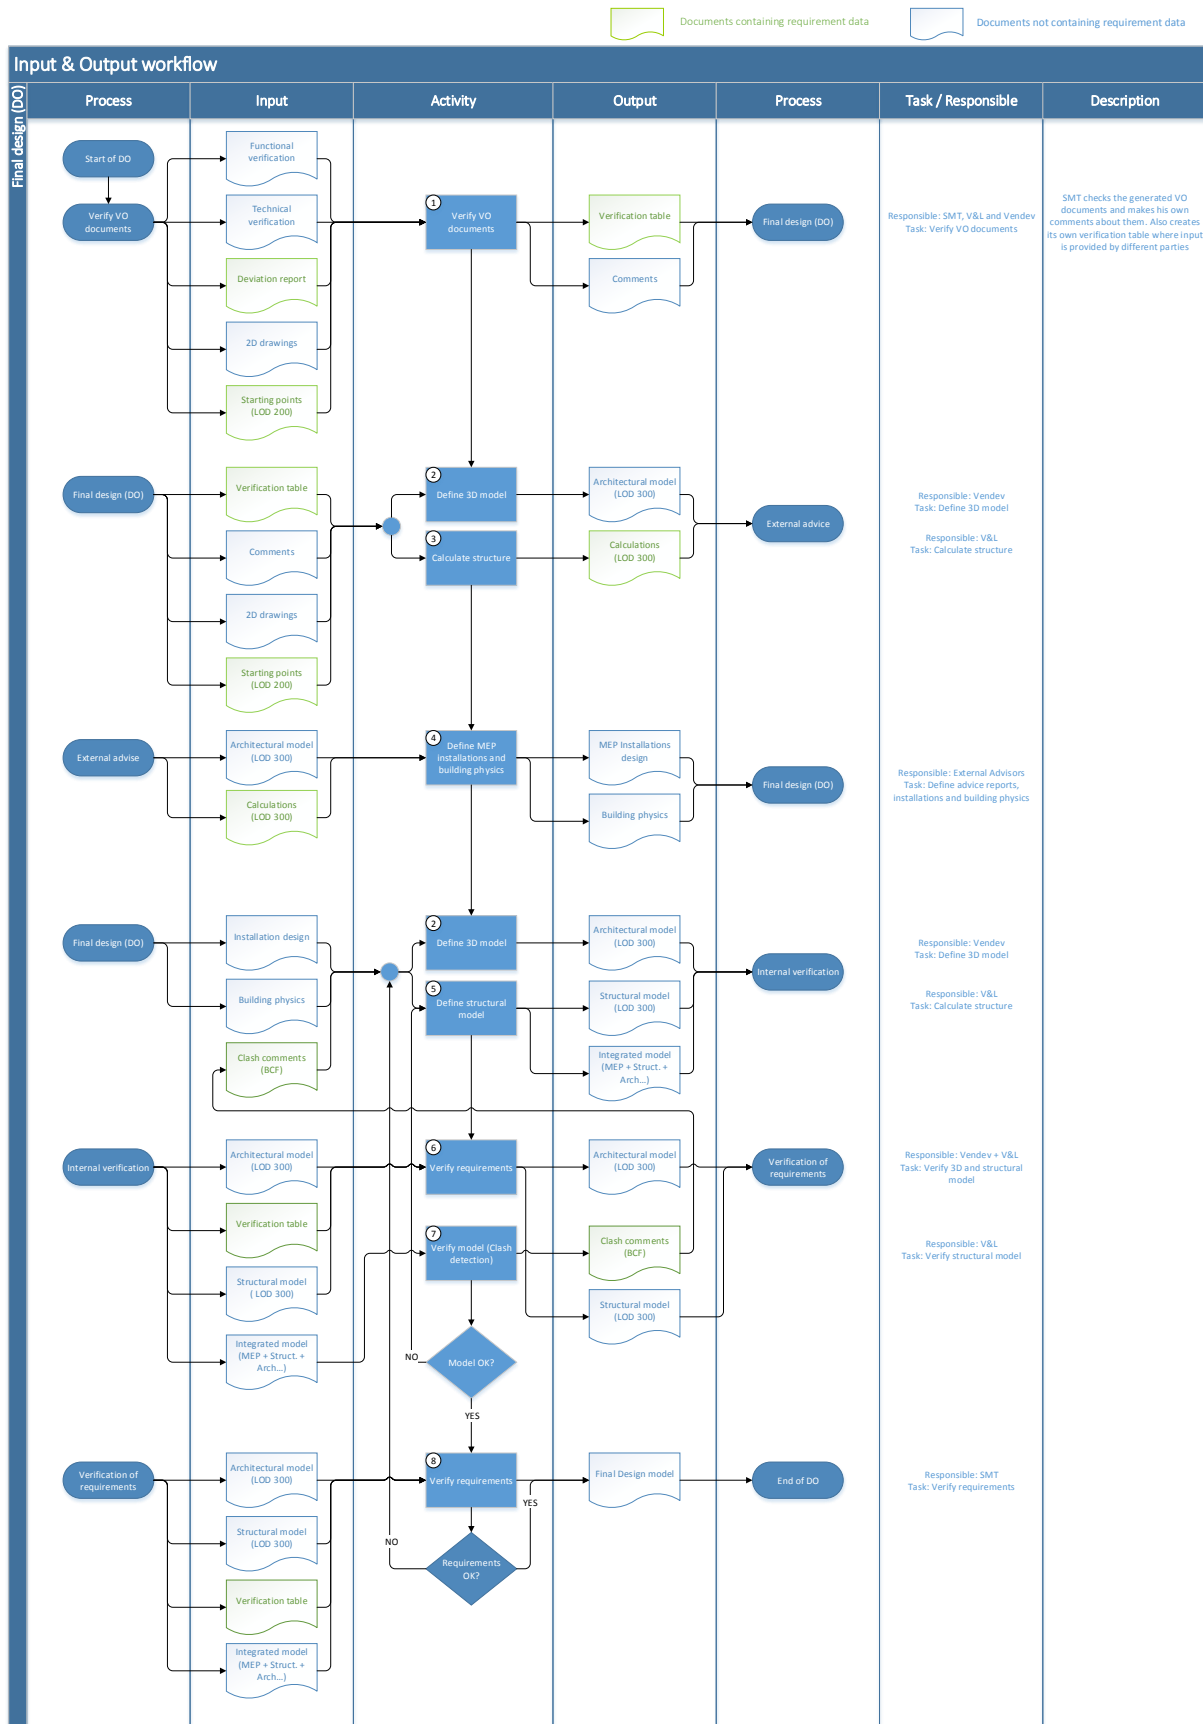 Documents containing requirement data
Documents not containing requirement data
Input & Output workflow
Final design (DO)
Process
Input
Activity
Output
Process
Task / Responsible
Description
Start of DO
Verify VO
documents
Functional
verification
Technical
verification
Deviation report
2D drawings
Starting points
(LOD 200)
1
Verify VO
documents
Verification table
Comments
Final design (DO)
Responsible: SMT, V&L and Vendev
Task: Verify VO documents
SMT checks the generated VO
documents and makes his own
comments about them. Also creates
its own verification table where input
is provided by different parties
Final design (DO)
Verification table
Comments
2D drawings
Starting points
(LOD 200)
2
Define 3D model
3
Calculate structure
Architectural model
(LOD 300)
Calculations
(LOD 300)
External advice
Responsible: Vendev
Task: Define 3D model
Responsible: V&L
Task: Calculate structure
External advise
Architectural model
(LOD 300)
Calculations
(LOD 300)
4
Define MEP
installations and
building physics
MEP Installations
design
Building physics
Final design (DO)
Responsible: External Advisors
Task: Define advice reports,
installations and building physics
Final design (DO)
Installation design
Building physics
Clash comments
(BCF)
2
Define 3D model
5
Define structural
model
Architectural model
(LOD 300)
Structural model
(LOD 300)
Integrated model
(MEP + Struct. +
Arch...)
Internal verification
Responsible: Vendev
Task: Define 3D model
Responsible: V&L
Task: Calculate structure
Internal verification
Architectural model
(LOD 300)
Verification table
Structural model
( LOD 300)
Integrated model
(MEP + Struct. +
Arch...)
6
Verify requirements
7
Verify model (Clash
detection)
NO
Model OK?
YES
Architectural model
(LOD 300)
Clash comments
(BCF)
Structural model
(LOD 300)
Verification of
requirements
Responsible: Vendev + V&L
Task: Verify 3D and structural
model
Responsible: V&L
Task: Verify structural model
Verification of
requirements
Architectural model
(LOD 300)
Structural model
(LOD 300)
Verification table
Integrated model
(MEP + Struct. +
Arch...)
8
Verify requirements
YES
NO
Requirements
OK?
Final Design model
End of DO
Responsible: SMT
Task: Verify requirements